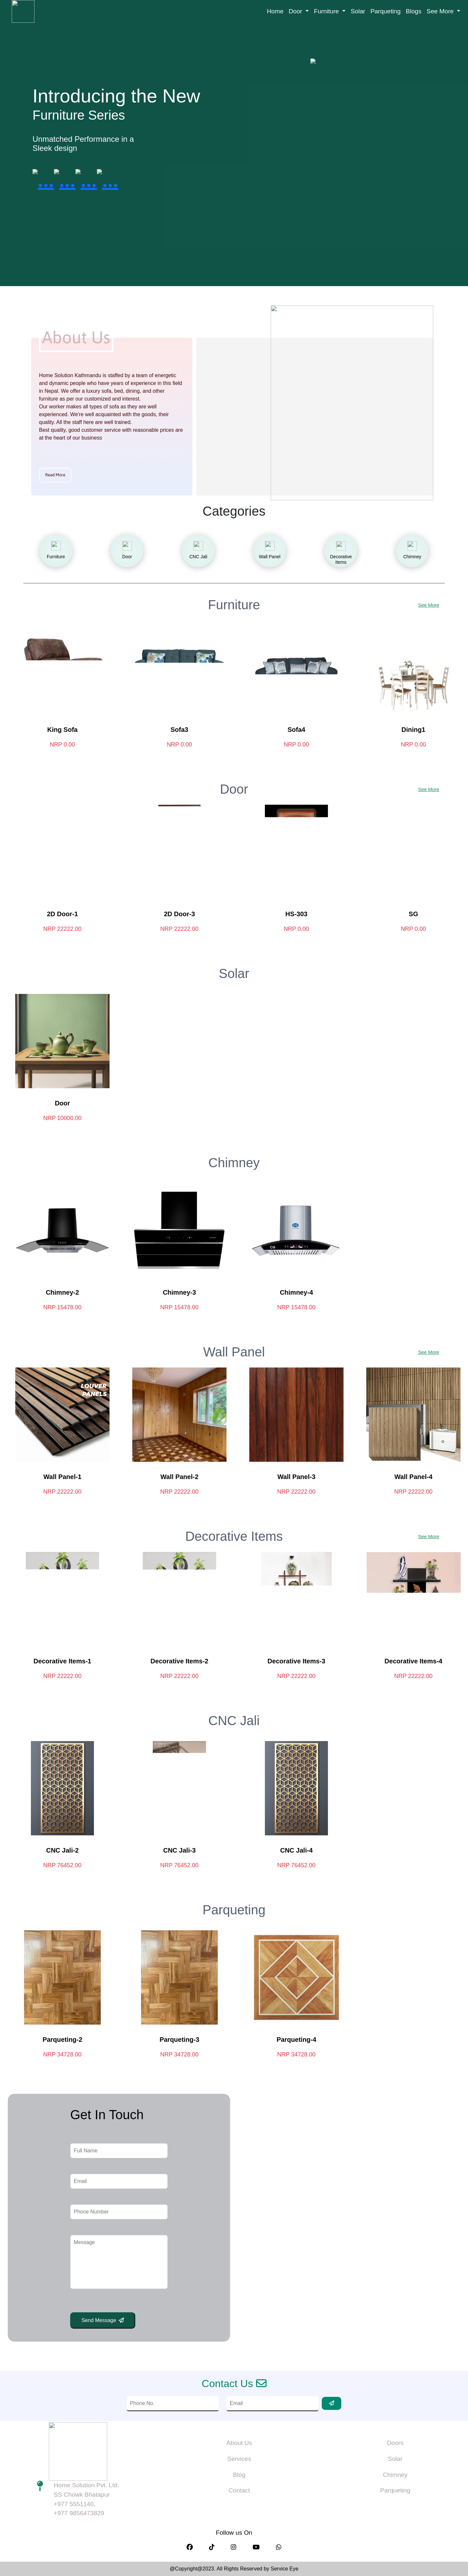 Home Door Furniture Solar Parqueting Blogs See More
Introducing the New
Furniture Series
Unmatched Performance in a
Sleek design
... ... ... ...
About Us
Home Solution Kathmandu is staffed by a team of energetic
and dynamic people who have years of experience in this field
in Nepal. We offer a luxury sofa, bed, dining, and other
furniture as per our customized and interest.
Our worker makes all types of sofa as they are well
experienced. We're well acquainted with the goods, their
quality. All the staff here are well trained.
Best quality, good customer service with reasonable prices are
at the heart of our business
Read More
Categories
Furniture
Door
CNC Jali
Wall Panel
Decorative
Items
Chimney
Furniture
See More
King Sofa
Sofa3
Sofa4
Dining1
NRP 0.00
NRP 0.00
NRP 0.00
NRP 0.00
Door
See More
2D Door-1
2D Door-3
HS-303
SG
NRP 22222.00
NRP 22222.00
NRP 0.00
NRP 0.00
Solar
Door
NRP 10000.00
Chimney
Chimney-2
Chimney-3
Chimney-4
NRP 15478.00
NRP 15478.00
NRP 15478.00
Wall Panel
See More
LOUVER
PANELS
Wall Panel-1
Wall Panel-2
Wall Panel-3
Wall Panel-4
NRP 22222.00
NRP 22222.00
NRP 22222.00
NRP 22222.00
Decorative Items
See More
Decorative Items-1
Decorative Items-2
Decorative Items-3
Decorative Items-4
NRP 22222.00
NRP 22222.00
NRP 22222.00
NRP 22222.00
CNC Jali
CNC Jali-2
CNC Jali-3
CNC Jali-4
NRP 76452.00
NRP 76452.00
NRP 76452.00
Parqueting
Parqueting-2
Parqueting-3
Parqueting-4
NRP 34728.00
NRP 34728.00
NRP 34728.00
Get In Touch
Full Name
Email
Phone Number
Message
Send Message
Contact Us
Phone No.
Email
Home Solution Pvt. Ltd.
SS Chowk Bhatapur
+977 5551140,
+977 9856473829
About Us
Services
Blog
Contact
Doors
Solar
Chimney
Parqueting
Follow us On
@Copyright@2023. All Rights Reserved by Service Eye